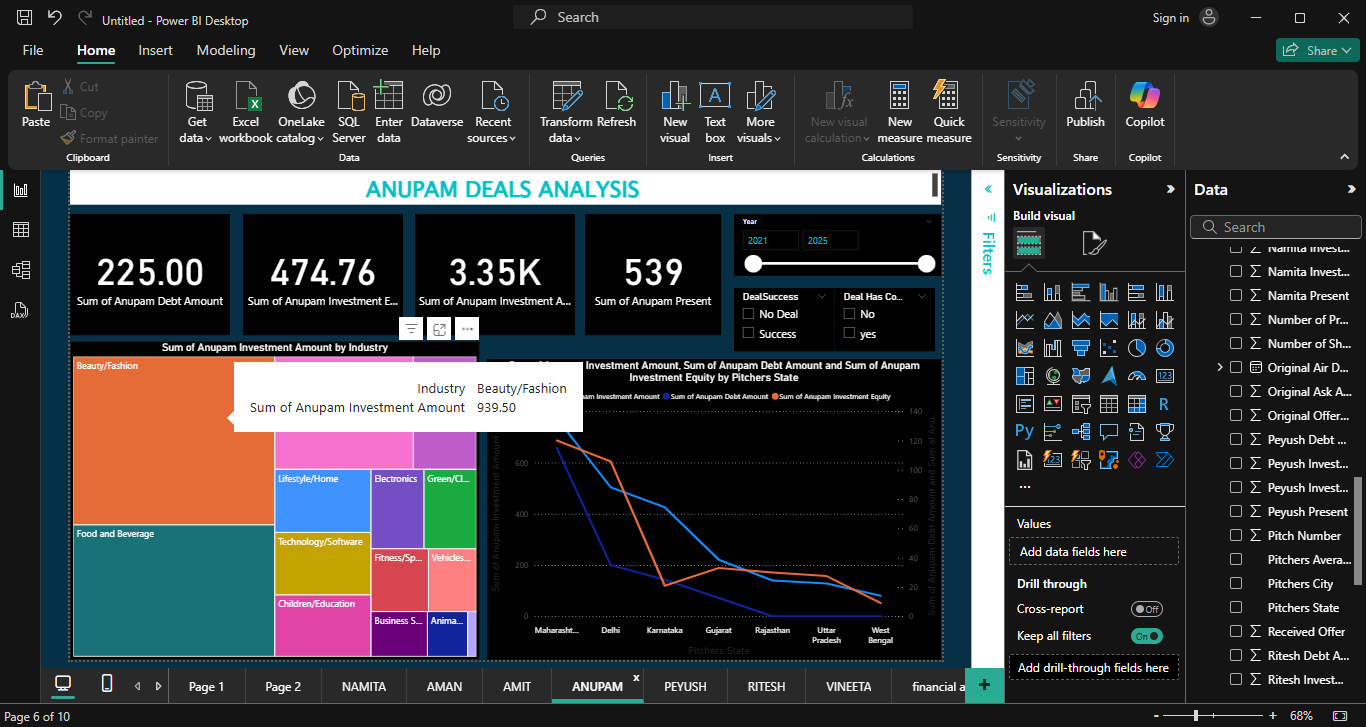 Untitled - Power BI Desktop
Search
Sign in
File Home Insert Modeling View Optimize Help
Share
Paste
Cut
Copy
Format painter
Clipboard
Get data
Excel workbook
OneLake catalog
SQL Server
Enter data
Dataverse
Recent sources
Data
Transform data
Refresh
Queries
New visual
Text box
More visuals
Insert
New visual calculation
New measure
Quick measure
Calculations
Sensitivity
Sensitivity
Publish
Share
Copilot
Copilot
ANUPAM DEALS ANALYSIS
225.00
Sum of Anupam Debt Amount
474.76
Sum of Anupam Investment E...
3.35K
Sum of Anupam Investment A...
539
Sum of Anupam Present
Year
2021 2025
DealSuccess
No Deal
Success
Deal Has Co...
No
yes
Sum of Anupam Investment Amount by Industry
Beauty/Fashion
Food and Beverage
Lifestyle/Home
Technology/Software
Children/Education
Electronics
Green/Cl...
Fitness/Sp...
Vehicles...
Business S...
Anima...
Industry Beauty/Fashion
Sum of Anupam Investment Amount 939.50
Investment Amount, Sum of Anupam Debt Amount and Sum of Anupam
Investment Equity by Pitchers State
pam Investment Amount Sum of Anupam Debt Amount Sum of Anupam Investment Equity
Sum of Anupam Investment Amount
600
400
200
0
140
120
100
80
60
40
20
0
Sum of Anupam Debt Amount and Sum of Anu...
Maharasht... Delhi Karnataka Gujarat Rajasthan Uttar Pradesh West Bengal
Pitchers State
Filters
Visualizations
Build visual
R
Py
123
...
Values
Add data fields here
Drill through
Cross-report
Off
Keep all filters
On
Add drill-through fields here
Data
Search
Namita Invest...
Namita Invest...
Namita Present
Number of Pr...
Number of Sh...
Original Air D...
Original Ask A...
Original Offer...
Peyush Debt ...
Peyush Invest...
Peyush Invest...
Peyush Present
Pitch Number
Pitchers Avera...
Pitchers City
Pitchers State
Received Offer
Ritesh Debt A...
Ritesh Invest...
Page 1 Page 2 NAMITA AMAN AMIT ANUPAM x PEYUSH RITESH VINEETA financial a +
Page 6 of 10
- + 68%